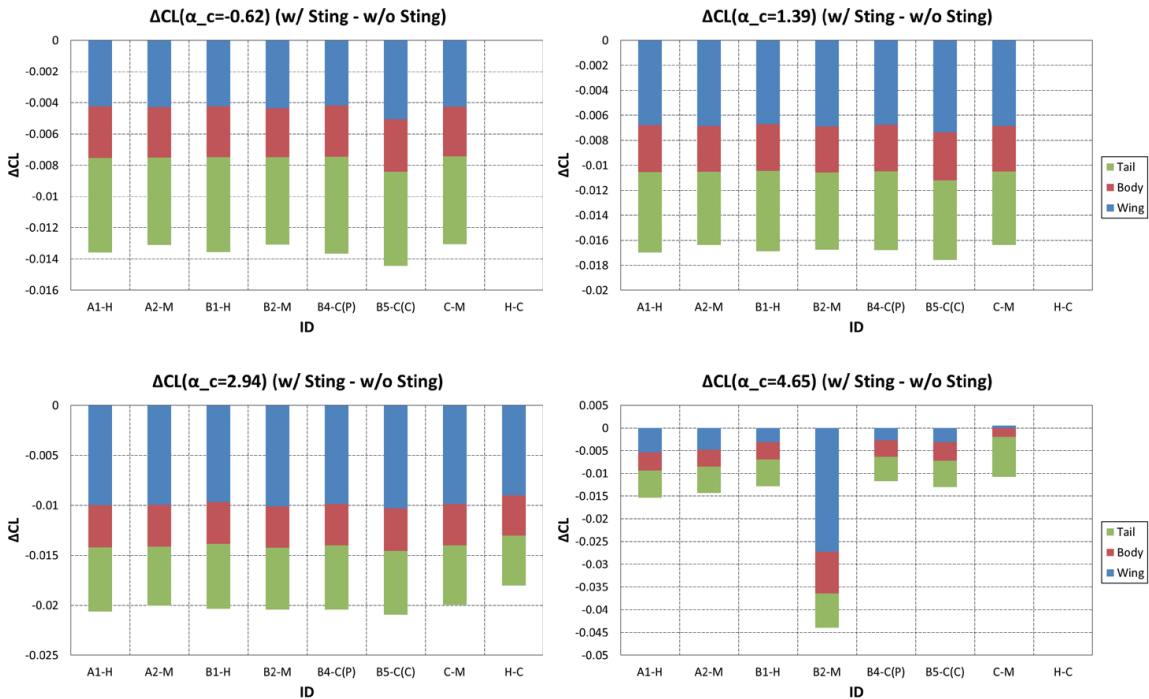 ΔCL(α_c=-0.62) (w/ Sting - w/o Sting)
0
-0.002
-0.004
-0.006
-0.008
-0.01
-0.012
-0.014
-0.016
ΔCL
A1-H A2-M B1-H B2-M B4-C(P) B5-C(C) C-M H-C
ID
ΔCL(α_c=1.39) (w/ Sting - w/o Sting)
0
-0.002
-0.004
-0.006
-0.008
-0.01
-0.012
-0.014
-0.016
-0.018
-0.02
ΔCL
A1-H A2-M B1-H B2-M B4-C(P) B5-C(C) C-M H-C
ID
Tail
Body
Wing
ΔCL(α_c=2.94) (w/ Sting - w/o Sting)
0
-0.005
-0.01
-0.015
-0.02
-0.025
ΔCL
A1-H A2-M B1-H B2-M B4-C(P) B5-C(C) C-M H-C
ID
ΔCL(α_c=4.65) (w/ Sting - w/o Sting)
0.005
0
-0.005
-0.01
-0.015
-0.02
-0.025
-0.03
-0.035
-0.04
-0.045
-0.05
ΔCL
A1-H A2-M B1-H B2-M B4-C(P) B5-C(C) C-M H-C
ID
Tail
Body
Wing